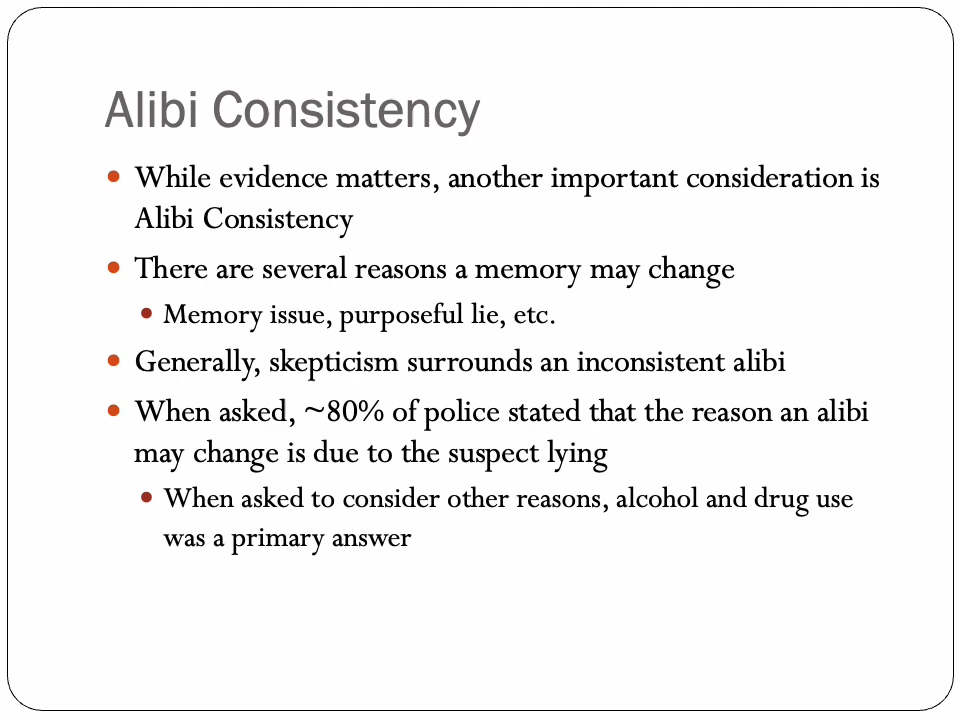 Alibi Consistency
While evidence matters, another important consideration is
Alibi Consistency
There are several reasons a memory may change
Memory issue, purposeful lie, etc.
Generally, skepticism surrounds an inconsistent alibi
When asked, ~80% of police stated that the reason an alibi
may change is due to the suspect lying
When asked to consider other reasons, alcohol and drug use
was a primary answer